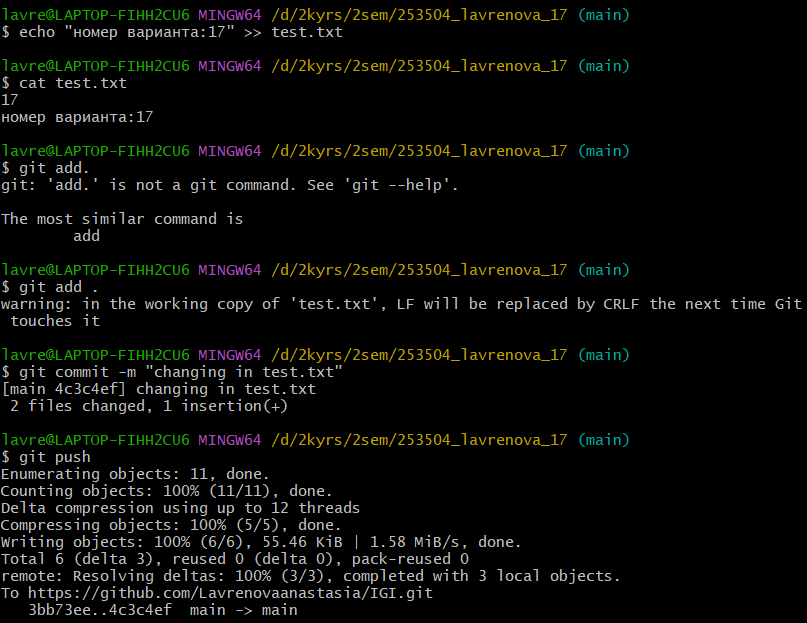 lavre@LAPTOP-FIHH2CU6 MINGW64 /d/2kyrs/2sem/253504_lavrenova_17 (main)
$ echo "номер варианта:17" >> test.txt
lavre@LAPTOP-FIHH2CU6 MINGW64 /d/2kyrs/2sem/253504_lavrenova_17 (main)
$ cat test.txt
17
номер варианта:17
lavre@LAPTOP-FIHH2CU6 MINGW64 /d/2kyrs/2sem/253504_lavrenova_17 (main)
$ git add.
git: 'add.' is not a git command. See 'git --help'.
The most similar command is
add
lavre@LAPTOP-FIHH2CU6 MINGW64 /d/2kyrs/2sem/253504_lavrenova_17 (main)
$ git add .
warning: in the working copy of 'test.txt', LF will be replaced by CRLF the next time Git
touches it
lavre@LAPTOP-FIHH2CU6 MINGW64 /d/2kyrs/2sem/253504_lavrenova_17 (main)
$ git commit -m "changing in test.txt"
[main 4c3c4ef] changing in test.txt
2 files changed, 1 insertion(+)
lavre@LAPTOP-FIHH2CU6 MINGW64 /d/2kyrs/2sem/253504_lavrenova_17 (main)
$ git push
Enumerating objects: 11, done.
Counting objects: 100% (11/11), done.
Delta compression using up to 12 threads
Compressing objects: 100% (5/5), done.
Writing objects: 100% (6/6), 55.46 KiB | 1.58 MiB/s, done.
Total 6 (delta 3), reused 0 (delta 0), pack-reused 0
remote: Resolving deltas: 100% (3/3), completed with 3 local objects.
To https://github.com/Lavrenovaanastasia/IGI.git
3bb73ee..4c3c4ef  main -> main